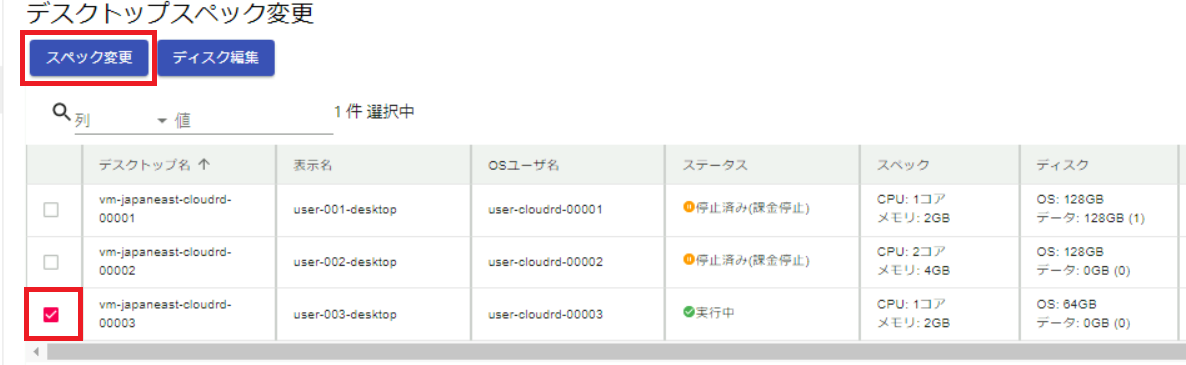 デスクトップスペック変更
スペック変更 ディスク編集
列 値 1 件 選択中
デスクトップ名 ↑ 表示名 OSユーザ名 ステータス スペック ディスク
vm-japaneast-cloudrd-00001 user-001-desktop user-cloudrd-00001 停止済み(課金停止) CPU: 1コア メモリ: 2GB OS: 128GB データ: 128GB (1)
vm-japaneast-cloudrd-00002 user-002-desktop user-cloudrd-00002 停止済み(課金停止) CPU: 2コア メモリ: 4GB OS: 128GB データ: 0GB (0)
vm-japaneast-cloudrd-00003 user-003-desktop user-cloudrd-00003 実行中 CPU: 1コア メモリ: 2GB OS: 64GB データ: 0GB (0)